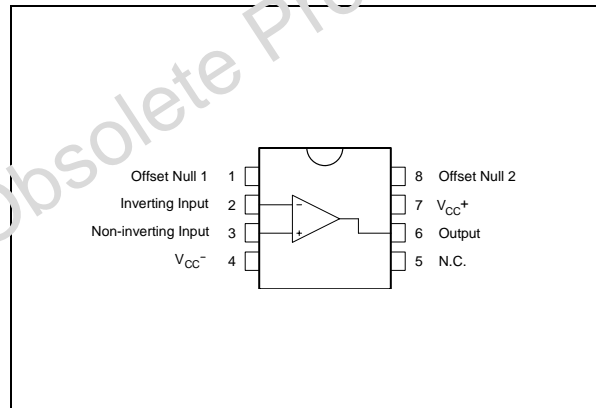 Obsolete Pro
Offset Null 1 1
Inverting Input 2
Non-inverting Input 3
VCC- 4
8 Offset Null 2
7 VCC+
6 Output
5 N.C.
- 
+